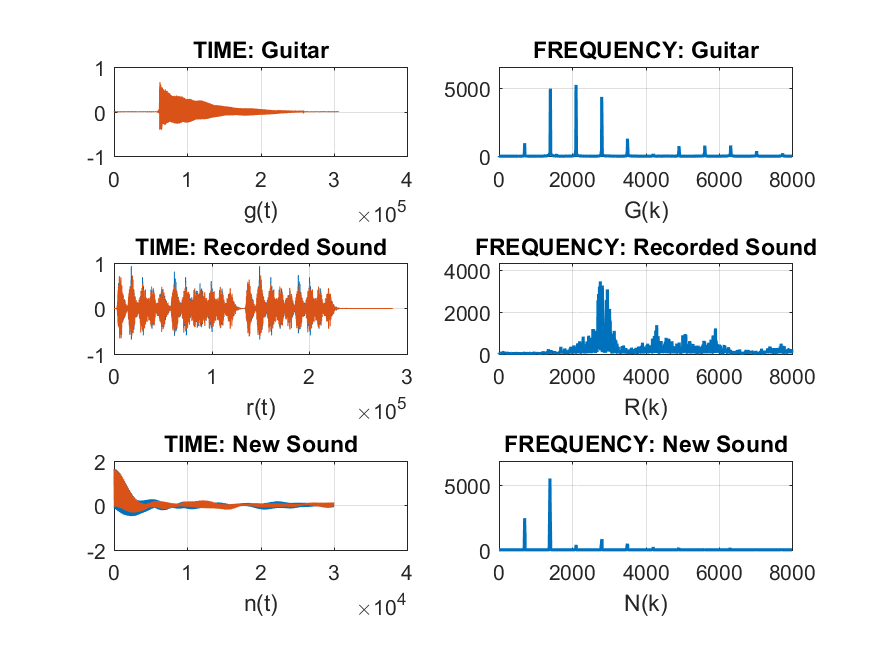 TIME: Guitar
1
0
-1
0 1 2 3 4
g(t)
×10^5
FREQUENCY: Guitar
5000
0
0 2000 4000 6000 8000
G(k)
TIME: Recorded Sound
1
0
-1
0 1 2 3
r(t)
×10^5
FREQUENCY: Recorded Sound
4000
2000
0
0 2000 4000 6000 8000
R(k)
TIME: New Sound
2
0
-2
0 1 2 3 4
n(t)
×10^4
FREQUENCY: New Sound
5000
0
0 2000 4000 6000 8000
N(k)